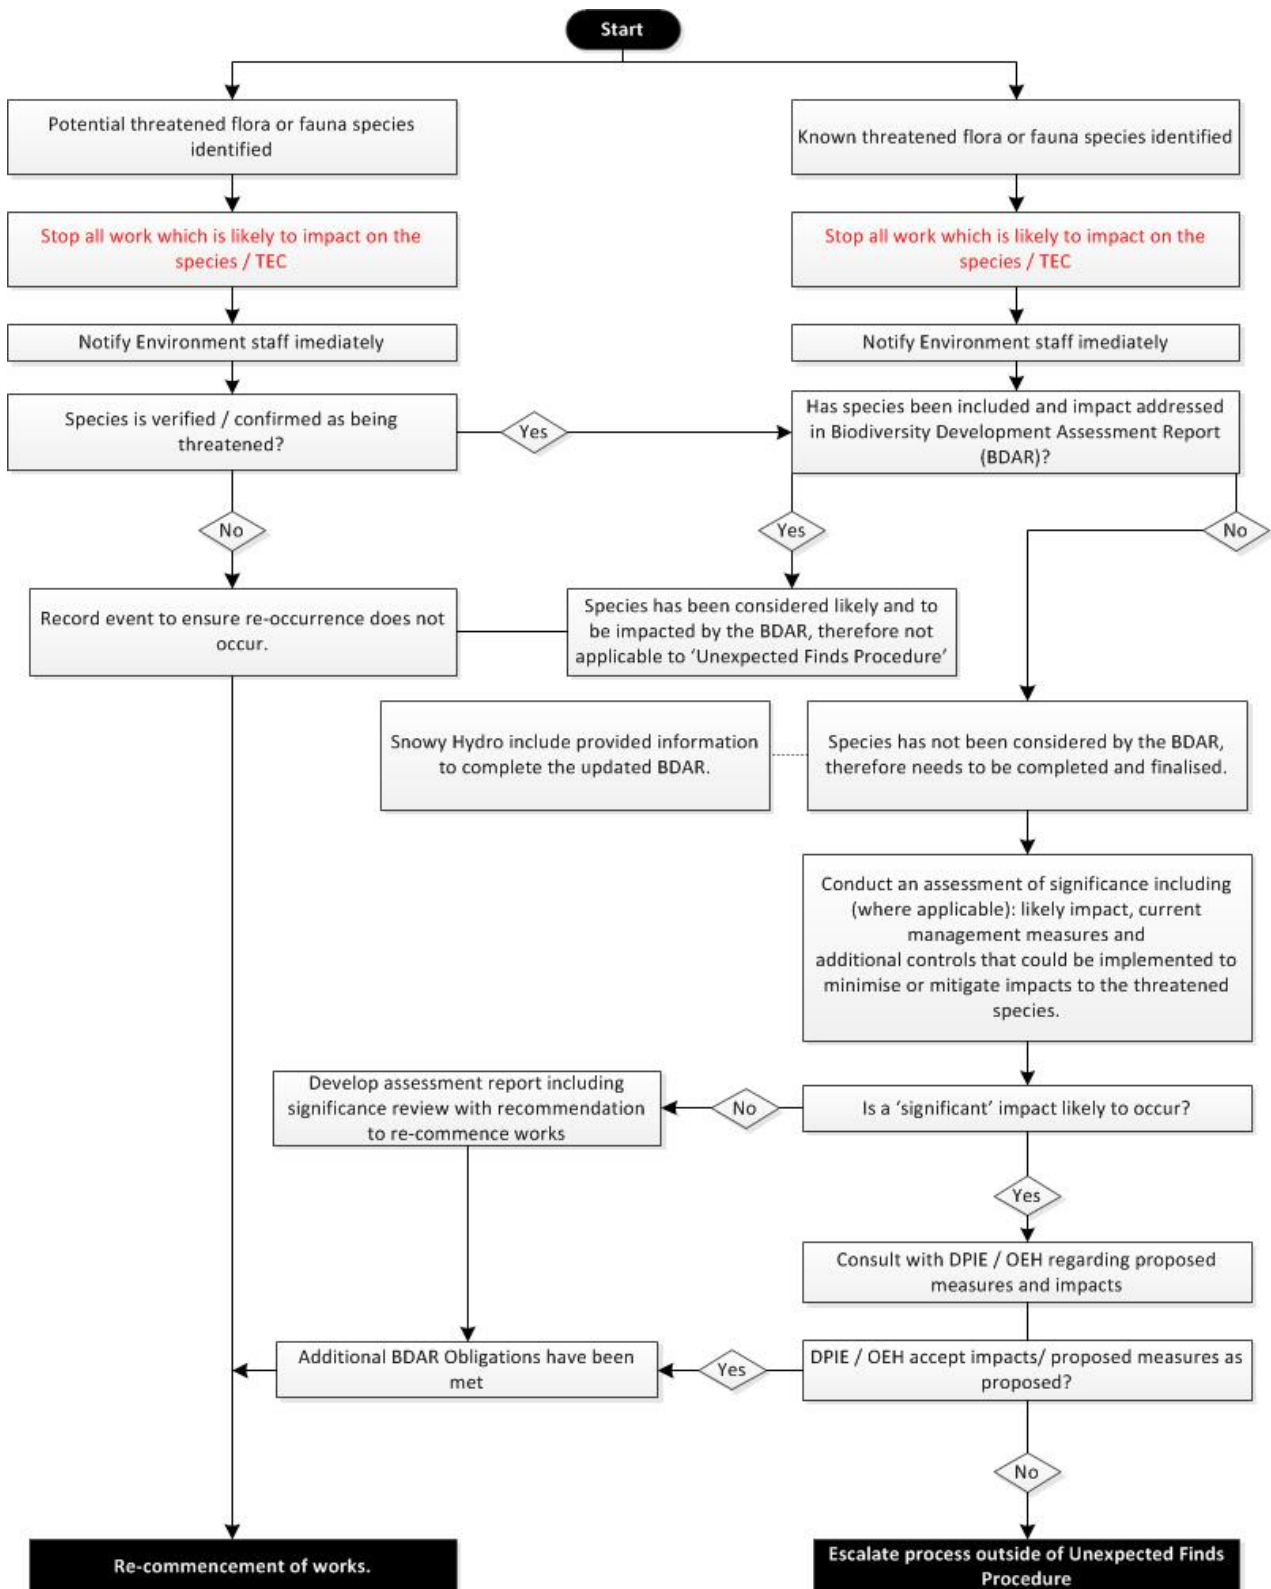 Start
Potential threatened flora or fauna species
identified
Known threatened flora or fauna species identified
Stop all work which is likely to impact on the
species / TEC
Stop all work which is likely to impact on the
species / TEC
Notify Environment staff imediately
Notify Environment staff imediately
Species is verified / confirmed as being
threatened?
Yes
Has species been included and impact addressed
in Biodiversity Development Assessment Report
(BDAR)?
No
Yes
No
Record event to ensure re-occurrence does not
occur.
Species has been considered likely and to
be impacted by the BDAR, therefore not
applicable to ‘Unexpected Finds Procedure’
Snowy Hydro include provided information
to complete the updated BDAR.
Species has not been considered by the BDAR,
therefore needs to be completed and finalised.
Conduct an assessment of significance including
(where applicable): likely impact, current
management measures and
additional controls that could be implemented to
minimise or mitigate impacts to the threatened
species.
Develop assessment report including
significance review with recommendation
to re-commence works
No
Is a ‘significant’ impact likely to occur?
Yes
Consult with DPIE / OEH regarding proposed
measures and impacts
Additional BDAR Obligations have been
met
Yes
DPIE / OEH accept impacts/ proposed measures as
proposed?
No
Re-commencement of works.
Escalate process outside of Unexpected Finds
Procedure